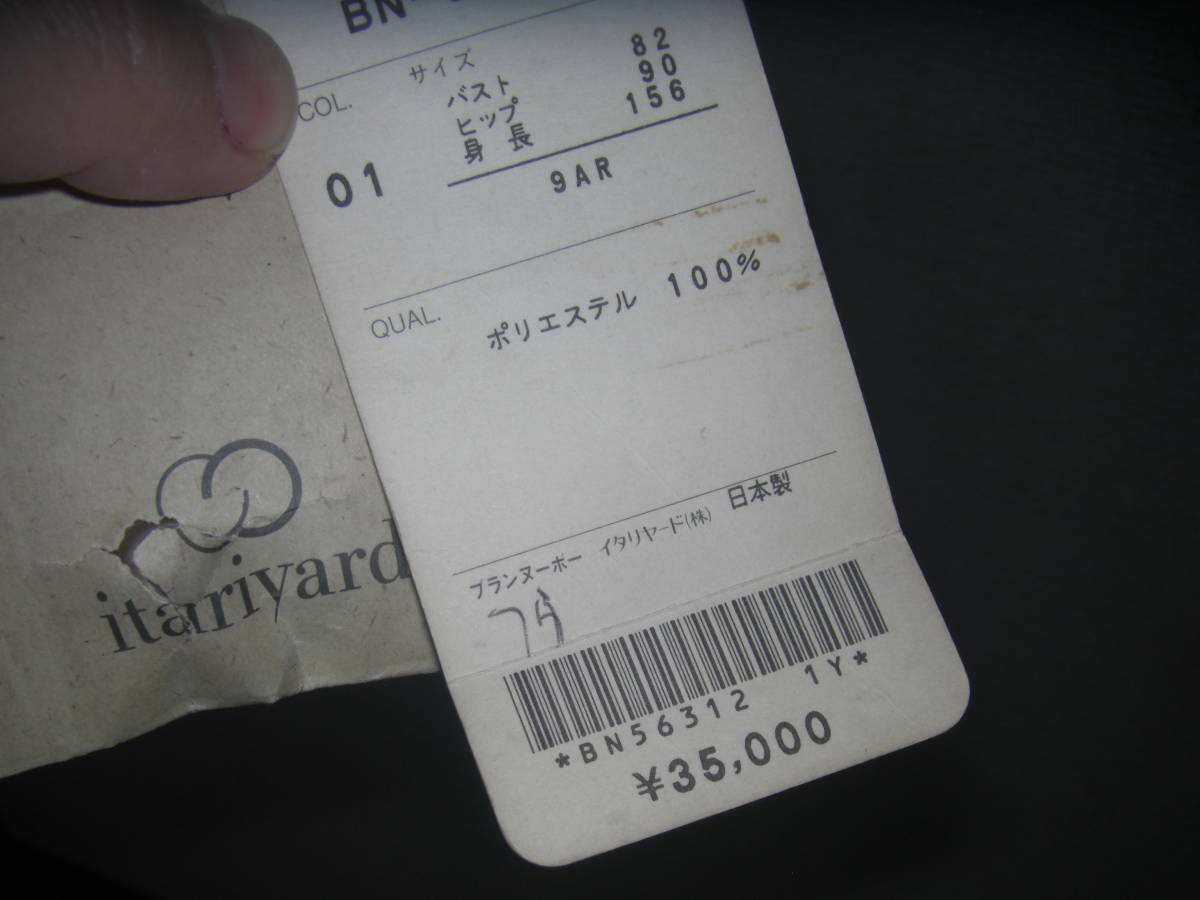 BN
サイズ
COL.
バスト 82
ヒップ 90
身長 156
01
9AR
QUAL.
ポリエステル 100%
日本製
ブランヌーボー イタリヤード(株)
itariyard
*BN56312 1Y*
¥35,000